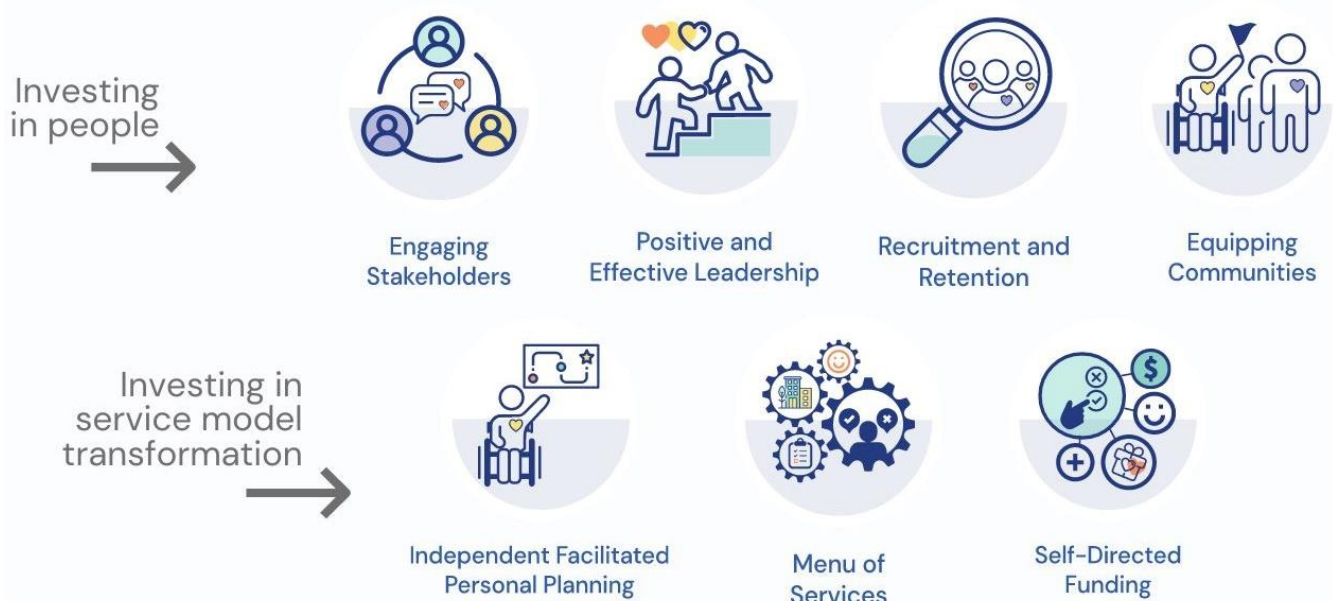 Investing
in people
Engaging
Stakeholders
Positive and
Effective Leadership
Recruitment and
Retention
Equipping
Communities
Investing in
service model
transformation
Independent Facilitated
Personal Planning
Menu of
Services
Self-Directed
Funding
$